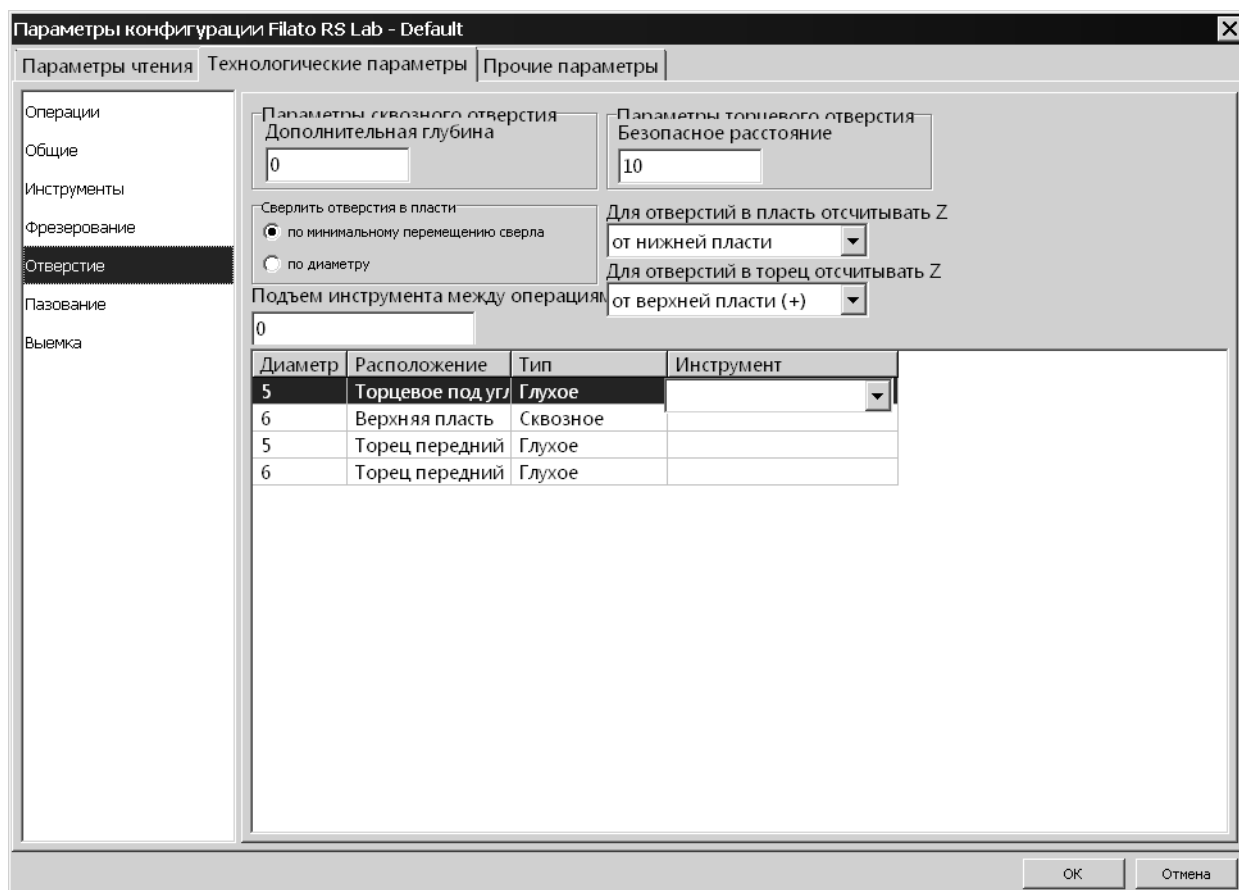 Параметры конфигурации Filato RS Lab - Default
Параметры чтения Технологические параметры Прочие параметры
Операции
Общие
Инструменты
Фрезерование
Отверстие
Пазование
Выемка
Параметры сквозного отверстия
Дополнительная глубина
0
Параметры торцевого отверстия
Безопасное расстояние
10
Сверлить отверстия в пласти
по минимальному перемещению сверла
по диаметру
Для отверстий в пласть отсчитывать Z
от нижней пласти
Для отверстий в торец отсчитывать Z
от верхней пласти (+)
Подъем инструмента между операциям
0
Диаметр Расположение Тип Инструмент
5 Торцевое под угл Глухое
6 Верхняя пласть Сквозное
5 Торец передний Глухое
6 Торец передний Глухое
ОК Отмена